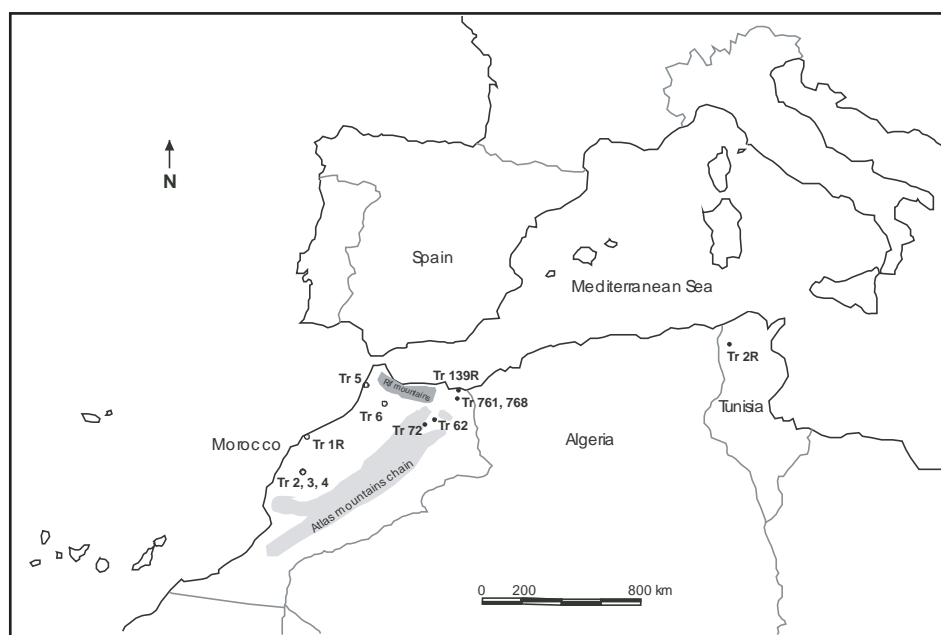 N
Spain
Mediterranean Sea
Tr 2R
Tr 5
Rif mountains
Tr 139R
Tr 761, 768
Tr 6
Tunisia
Tr 72
Tr 62
Morocco
Tr 1R
Algeria
Tr 2, 3, 4
Atlas mountains chain
0 200 800 km